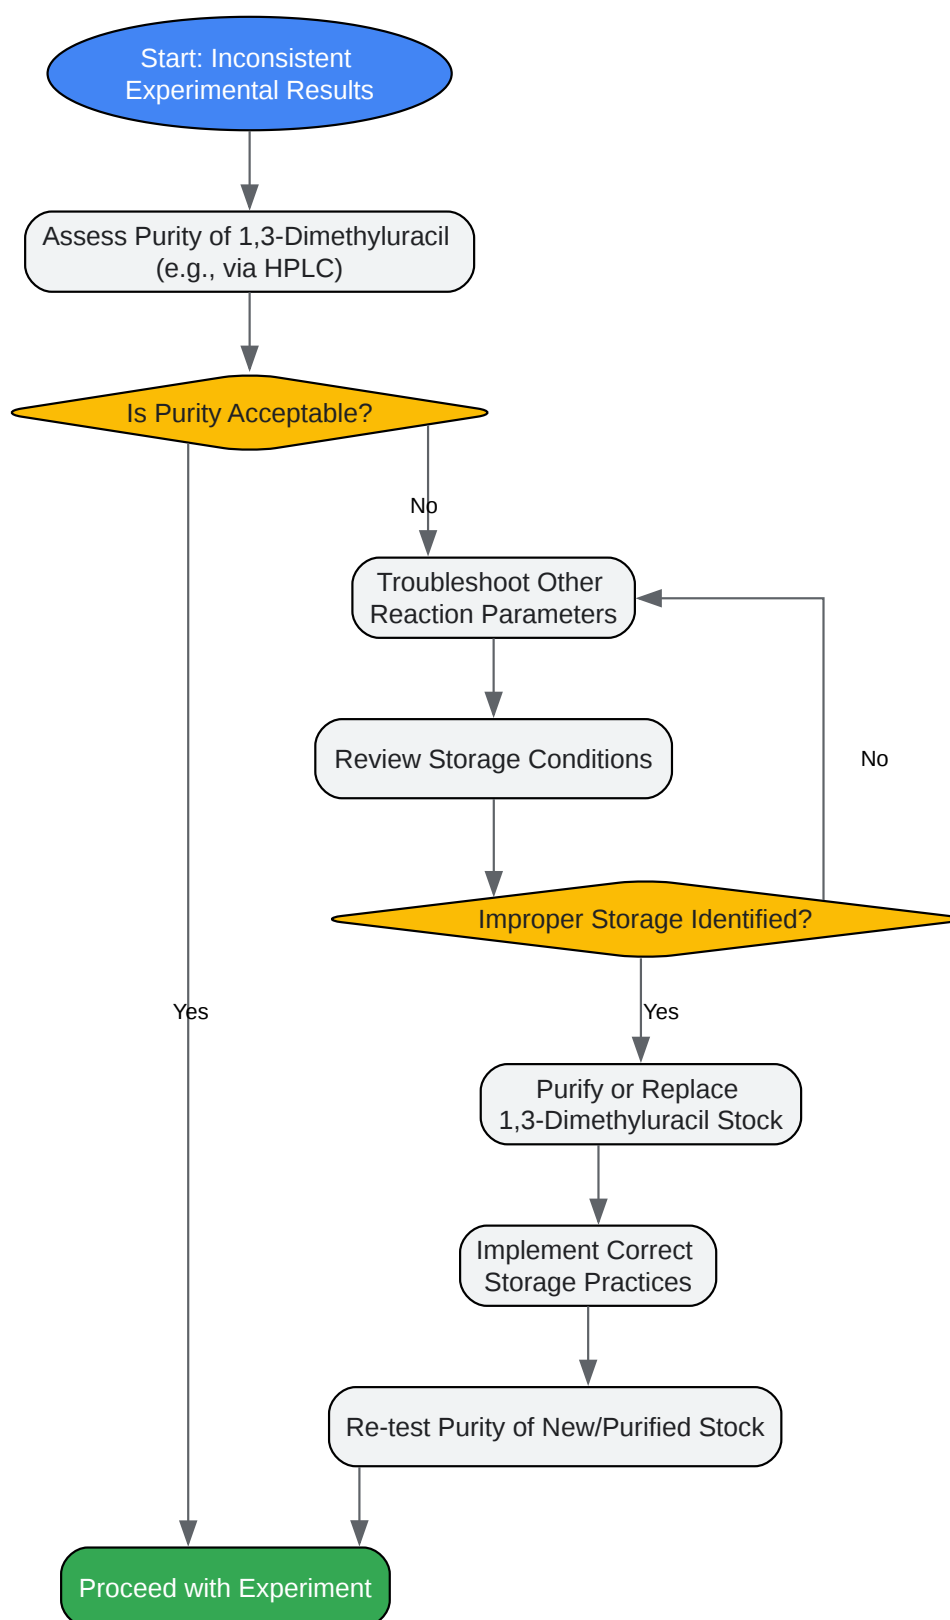 Start: Inconsistent
Experimental Results
Assess Purity of 1,3-Dimethyluracil
(e.g., via HPLC)
Is Purity Acceptable?
No
Troubleshoot Other
Reaction Parameters
Review Storage Conditions
No
Improper Storage Identified?
Yes
Yes
Purify or Replace
1,3-Dimethyluracil Stock
Implement Correct
Storage Practices
Re-test Purity of New/Purified Stock
Proceed with Experiment